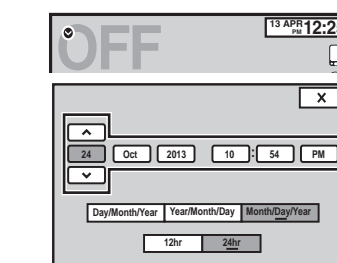 OFF
13 APR
PM 12:2
X
24 Oct 2013 10 : 54 PM
Day/Month/Year Year/Month/Day Month/Day/Year
12hr 24hr